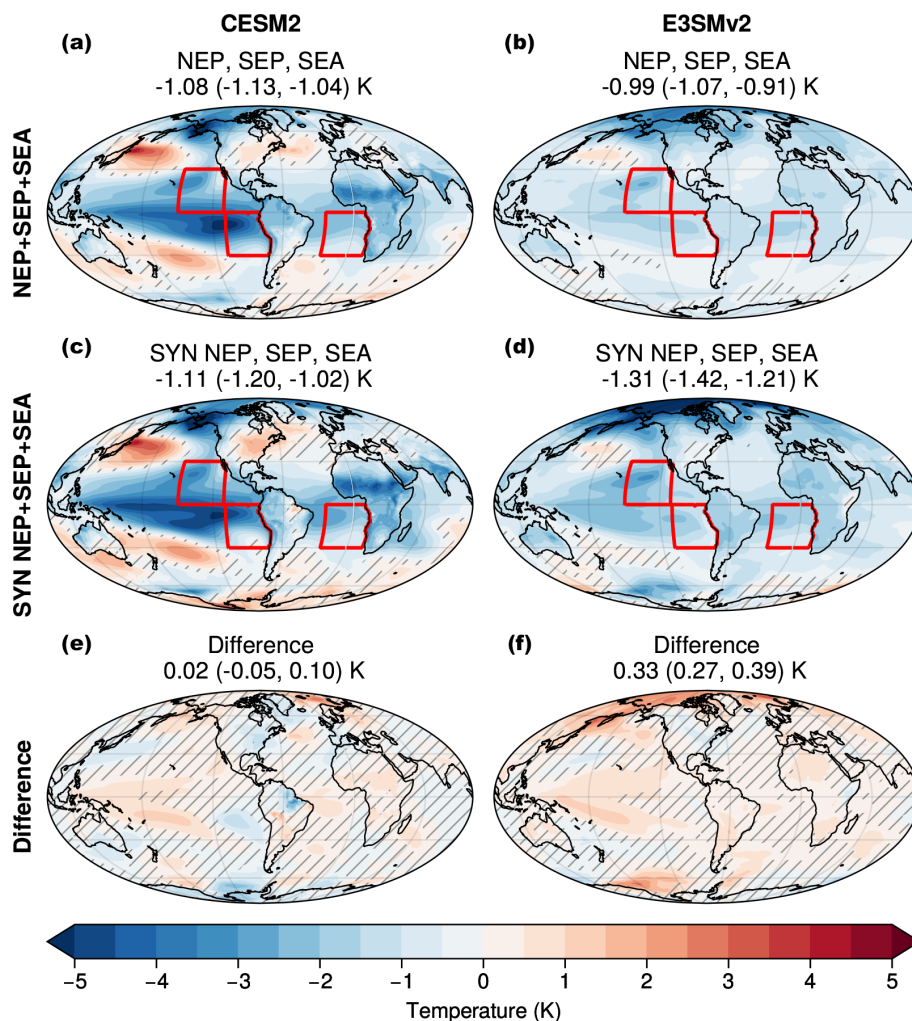 CESM2
E3SMv2
(a)
NEP, SEP, SEA
-1.08 (-1.13, -1.04) K
(b)
NEP, SEP, SEA
-0.99 (-1.07, -0.91) K
NEP+SEP+SEA
(c)
SYN NEP, SEP, SEA
-1.11 (-1.20, -1.02) K
(d)
SYN NEP, SEP, SEA
-1.31 (-1.42, -1.21) K
SYN NEP+SEP+SEA
(e)
Difference
0.02 (-0.05, 0.10) K
(f)
Difference
0.33 (0.27, 0.39) K
Difference
−5 −4 −3 −2 −1 0 1 2 3 4 5
Temperature (K)